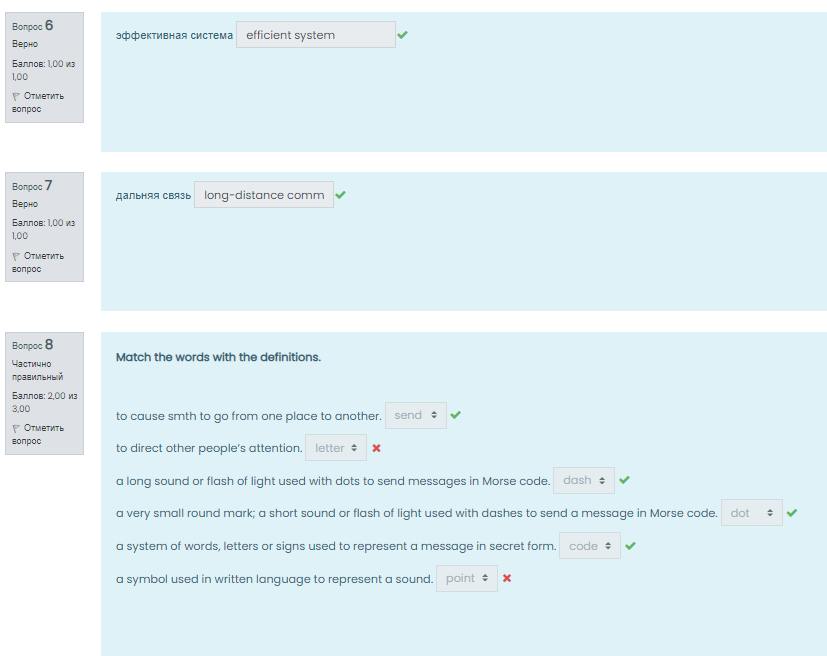 Вопрос 6
Верно
Баллов: 1,00 из
1,00
Отметить
вопрос
эффективная система efficient system
Вопрос 7
Верно
Баллов: 1,00 из
1,00
Отметить
вопрос
дальняя связь long-distance comm
Вопрос 8
Частично
правильный
Баллов: 2,00 из
3,00
Отметить
вопрос
Match the words with the definitions.
to cause smth to go from one place to another. send
to direct other people's attention. letter
a long sound or flash of light used with dots to send messages in Morse code. dash
a very small round mark; a short sound or flash of light used with dashes to send a message in Morse code. dot
a system of words, letters or signs used to represent a message in secret form. code
a symbol used in written language to represent a sound. point